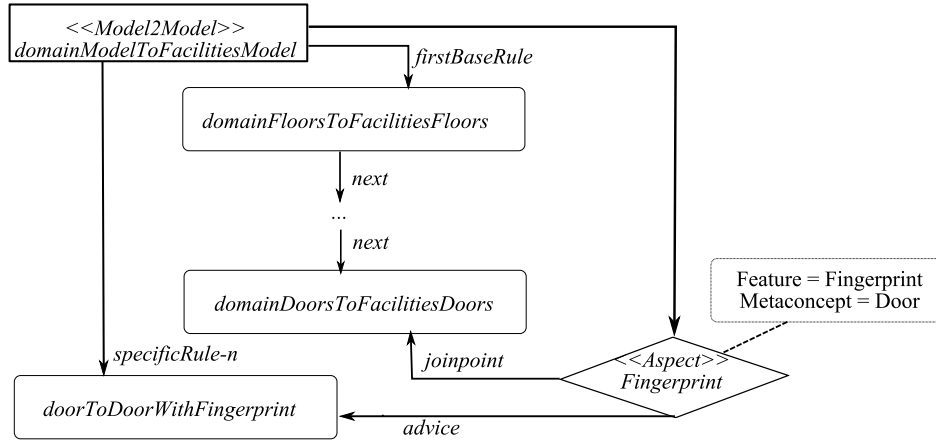 <<Model2Model>>
domainModelToFacilitiesModel
firstBaseRule
domainFloorsToFacilitiesFloors
next
...
next
domainDoorsToFacilitiesDoors
Feature = Fingerprint
Metaconcept = Door
specificRule-n
joinpoint
<<Aspect>>
Fingerprint
doorToDoorWithFingerprint
advice